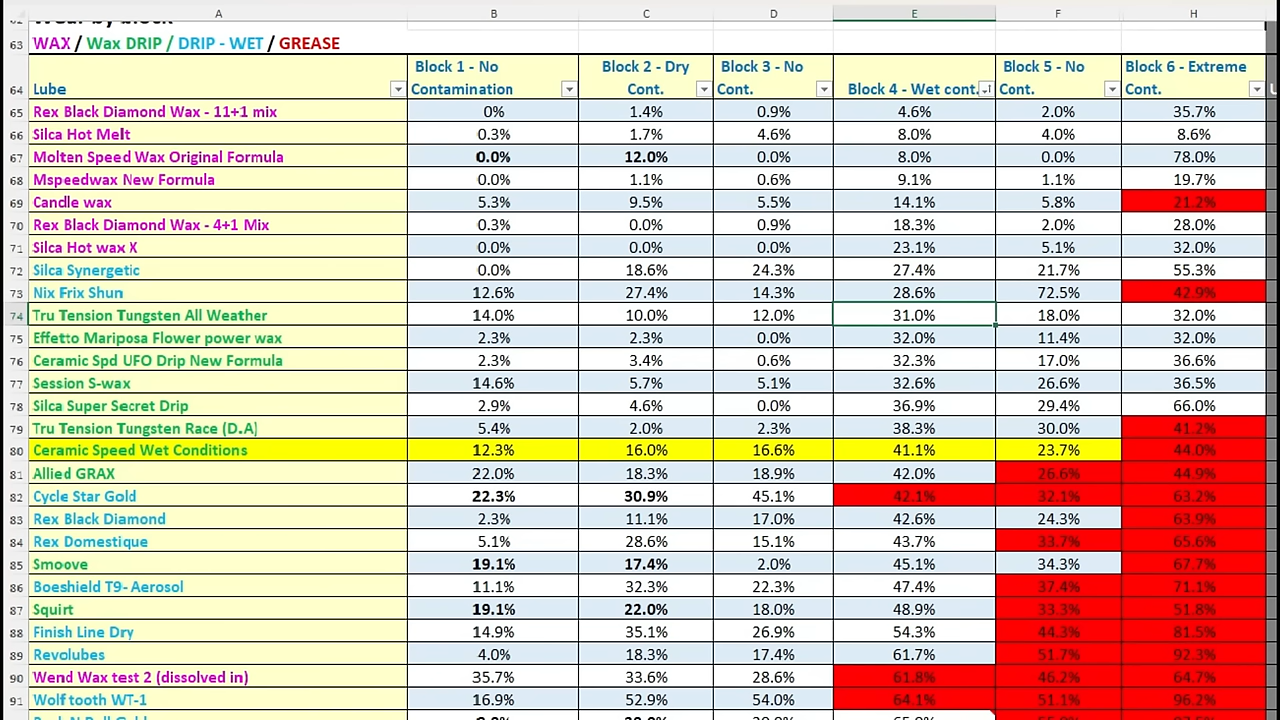 A B C D E F H
63 WAX / Wax DRIP / DRIP - WET / GREASE
Block 1 - No Block 2 - Dry Block 3 - No Block 5 - No Block 6 - Extreme
64 Lube Contamination Cont. Cont. Block 4 - Wet cont. Cont. Cont.
65 Rex Black Diamond Wax - 11+1 mix 0% 1.4% 0.9% 4.6% 2.0% 35.7%
66 Silca Hot Melt 0.3% 1.7% 4.6% 8.0% 4.0% 8.6%
67 Molten Speed Wax Original Formula 0.0% 12.0% 0.0% 8.0% 0.0% 78.0%
68 Mspeedwax New Formula 0.0% 1.1% 0.6% 9.1% 1.1% 19.7%
69 Candle wax 5.3% 9.5% 5.5% 14.1% 5.8% 21.2%
70 Rex Black Diamond Wax - 4+1 Mix 0.3% 0.0% 0.9% 18.3% 2.0% 28.0%
71 Silca Hot wax X 0.0% 0.0% 0.0% 23.1% 5.1% 32.0%
72 Silca Synergetic 0.0% 18.6% 24.3% 27.4% 21.7% 55.3%
73 Nix Frix Shun 12.6% 27.4% 14.3% 28.6% 72.5% 42.9%
74 Tru Tension Tungsten All Weather 14.0% 10.0% 12.0% 31.0% 18.0% 32.0%
75 Effetto Mariposa Flower power wax 2.3% 2.3% 0.0% 32.0% 11.4% 32.0%
76 Ceramic Spd UFO Drip New Formula 2.3% 3.4% 0.6% 32.3% 17.0% 36.6%
77 Session S-wax 14.6% 5.7% 5.1% 32.6% 26.6% 36.5%
78 Silca Super Secret Drip 2.9% 4.6% 0.0% 36.9% 29.4% 66.0%
79 Tru Tension Tungsten Race (D.A) 5.4% 2.0% 2.3% 38.3% 30.0% 41.2%
80 Ceramic Speed Wet Conditions 12.3% 16.0% 16.6% 41.1% 23.7% 44.0%
81 Allied GRAX 22.0% 18.3% 18.9% 42.0% 26.6% 44.9%
82 Cycle Star Gold 22.3% 30.9% 45.1% 42.1% 32.1% 63.2%
83 Rex Black Diamond 2.3% 11.1% 17.0% 42.6% 24.3% 63.9%
84 Rex Domestique 5.1% 28.6% 15.1% 43.7% 33.7% 65.6%
85 Smoove 19.1% 17.4% 2.0% 45.1% 34.3% 67.7%
86 Boeshield T9- Aerosol 11.1% 32.3% 22.3% 47.4% 37.4% 71.1%
87 Squirt 19.1% 22.0% 18.0% 48.9% 33.3% 51.8%
88 Finish Line Dry 14.9% 35.1% 26.9% 54.3% 44.3% 81.5%
89 Revolubes 4.0% 18.3% 17.4% 61.7% 51.7% 92.3%
90 Wend Wax test 2 (dissolved in) 35.7% 33.6% 28.6% 61.8% 46.2% 64.7%
91 Wolf tooth WT-1 16.9% 52.9% 54.0% 64.1% 51.1% 96.2%